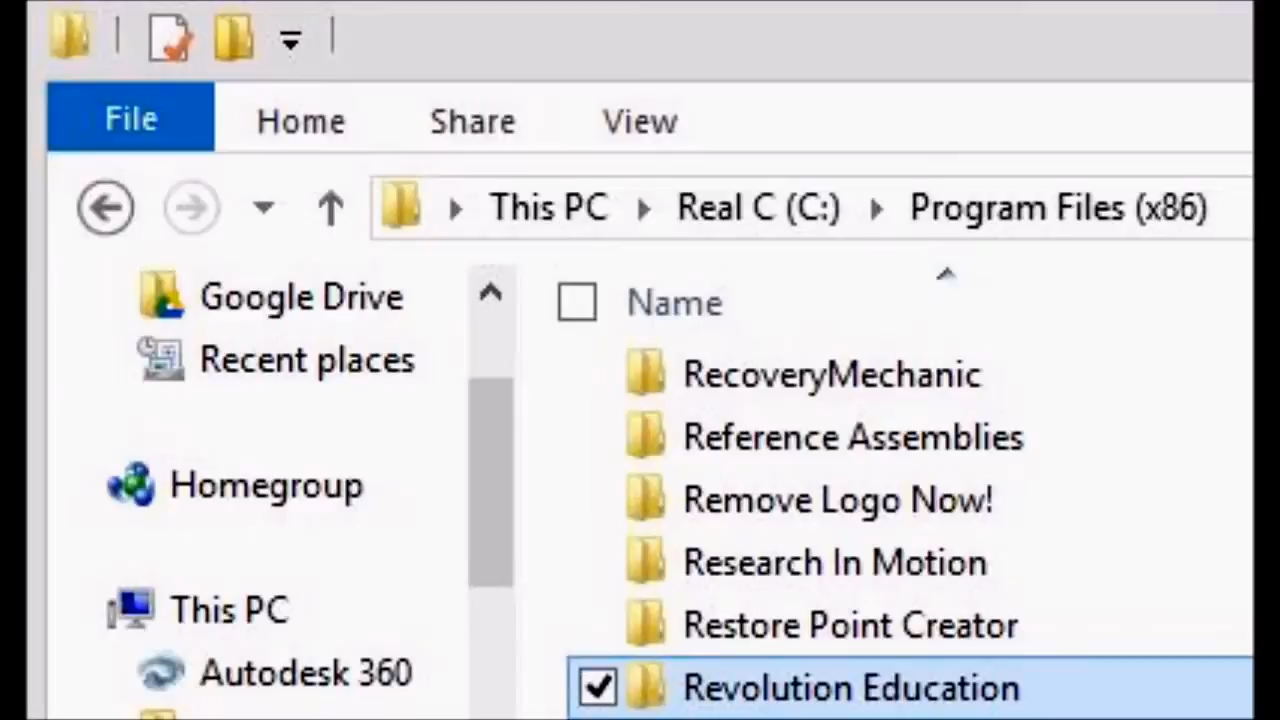 File Home Share View
This PC Real C (C:) Program Files (x86)
Google Drive
Recent places
Homegroup
This PC
Autodesk 360
Name
RecoveryMechanic
Reference Assemblies
Remove Logo Now!
Research In Motion
Restore Point Creator
Revolution Education